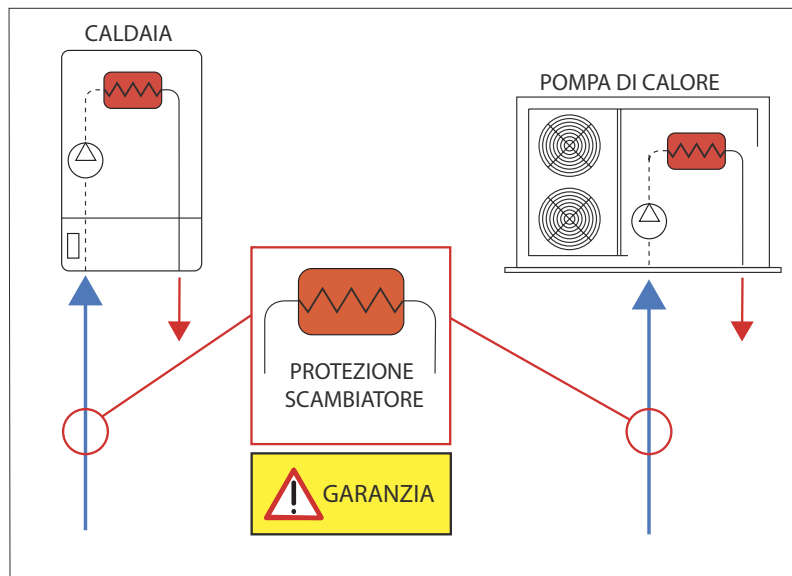 CALDAIA
POMPA DI CALORE
PROTEZIONE
SCAMBIATORE
GARANZIA